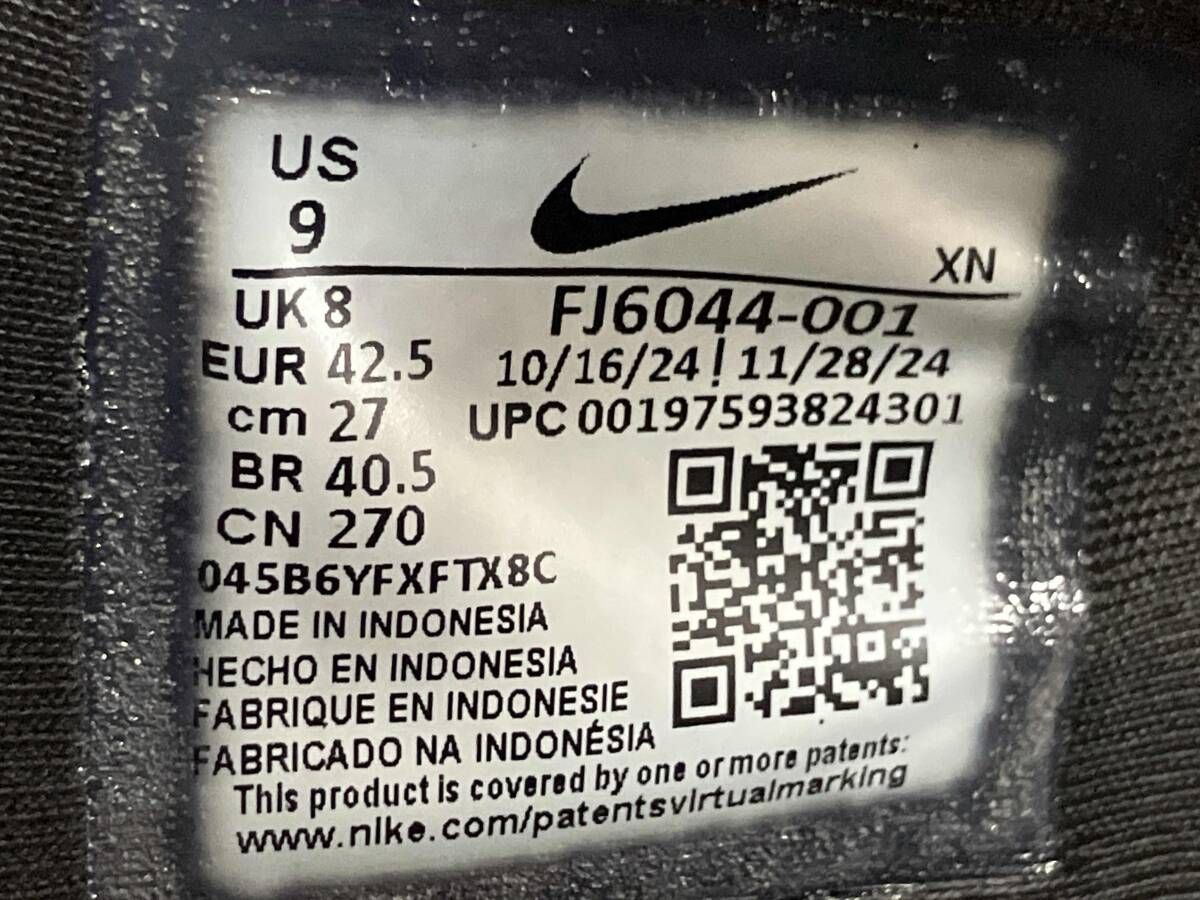 US
9
XN
UK 8
FJ6044-001
EUR 42.5
10/16/24 ! 11/28/24
cm 27
UPC 00197593824301
BR 40.5
CN 270
045B6YFXFTX8C
MADE IN INDONESIA
HECHO EN INDONESIA
FABRIQUE EN INDONESIE
FABRICADO NA INDONÉSIA
This product is covered by one or more patents:
www.nike.com/patentsvirtualmarking